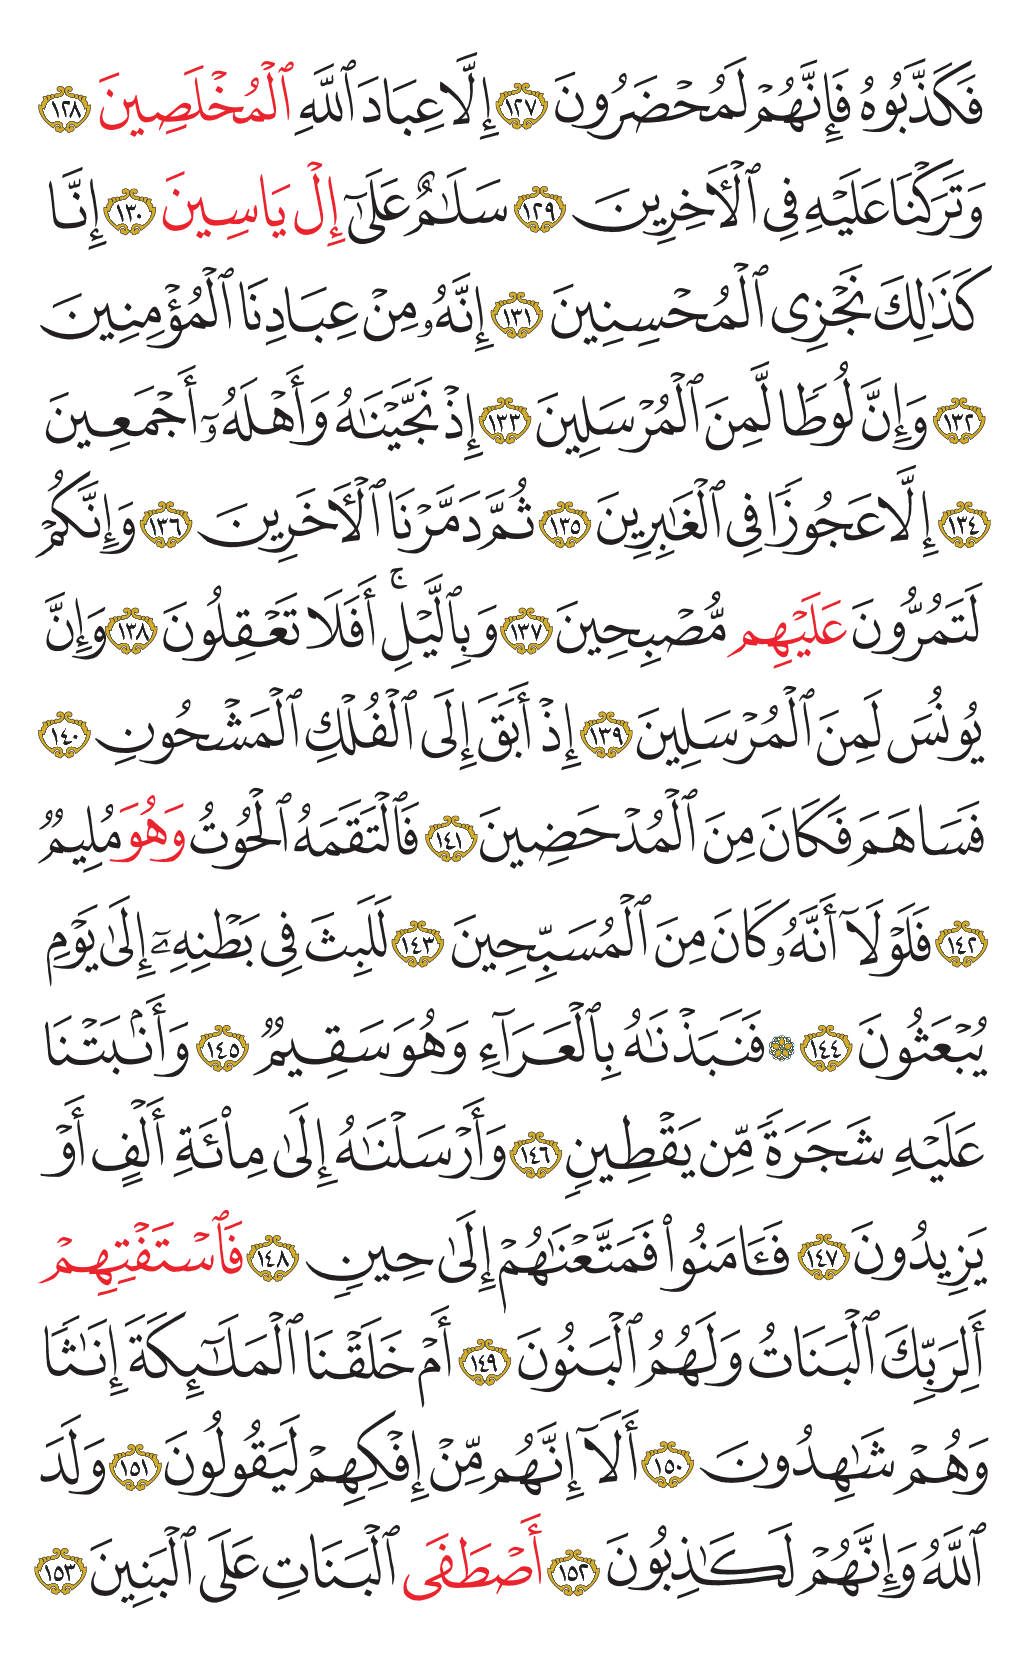 فَكَذَّبُوهُ فَإِنَّهُمْ لَمُحْضَرُونَ ١٢٧ إِلَّا عِبَادَ ٱللَّهِ ٱلْمُخْلَصِينَ ١٢٨
وَتَرَكْنَا عَلَيْهِ فِى ٱلْـَٔاخِرِينَ ١٢٩ سَلَـٰمٌ عَلَىٰٓ إِلْ يَاسِينَ ١٣٠ إِنَّا
كَذَٰلِكَ نَجْزِى ٱلْمُحْسِنِينَ ١٣١ إِنَّهُۥ مِنْ عِبَادِنَا ٱلْمُؤْمِنِينَ
١٣٢ وَإِنَّ لُوطًا لَّمِنَ ٱلْمُرْسَلِينَ ١٣٣ إِذْ نَجَّيْنَـٰهُ وَأَهْلَهُۥٓ أَجْمَعِينَ
١٣٤ إِلَّا عَجُوزًا فِى ٱلْغَـٰبِرِينَ ١٣٥ ثُمَّ دَمَّرْنَا ٱلْـَٔاخَرِينَ ١٣٦ وَإِنَّكُمْ
لَتَمُرُّونَ عَلَيْهِم مُّصْبِحِينَ ١٣٧ وَبِٱلَّيْلِ ۚ أَفَلَا تَعْقِلُونَ ١٣٨ وَإِنَّ
يُونُسَ لَمِنَ ٱلْمُرْسَلِينَ ١٣٩ إِذْ أَبَقَ إِلَى ٱلْفُلْكِ ٱلْمَشْحُونِ ١٤٠
فَسَاهَمَ فَكَانَ مِنَ ٱلْمُدْحَضِينَ ١٤١ فَٱلْتَقَمَهُ ٱلْحُوتُ وَهُوَ مُلِيمٌ
١٤٢ فَلَوْلَآ أَنَّهُۥ كَانَ مِنَ ٱلْمُسَبِّحِينَ ١٤٣ لَلَبِثَ فِى بَطْنِهِۦٓ إِلَىٰ يَوْمِ
يُبْعَثُونَ ١٤٤ ۞ فَنَبَذْنَـٰهُ بِٱلْعَرَآءِ وَهُوَ سَقِيمٌ ١٤٥ وَأَنۢبَتْنَا
عَلَيْهِ شَجَرَةً مِّن يَقْطِينٍ ١٤٦ وَأَرْسَلْنَـٰهُ إِلَىٰ مِا۟ئَةِ أَلْفٍ أَوْ
يَزِيدُونَ ١٤٧ فَـَٔامَنُوا۟ فَمَتَّعْنَـٰهُمْ إِلَىٰ حِينٍ ١٤٨ فَٱسْتَفْتِهِمْ
أَلِرَبِّكَ ٱلْبَنَاتُ وَلَهُمُ ٱلْبَنُونَ ١٤٩ أَمْ خَلَقْنَا ٱلْمَلَـٰٓئِكَةَ إِنَـٰثًا
وَهُمْ شَـٰهِدُونَ ١٥٠ أَلَآ إِنَّهُم مِّنْ إِفْكِهِمْ لَيَقُولُونَ ١٥١ وَلَدَ
ٱللَّهُ وَإِنَّهُمْ لَكَـٰذِبُونَ ١٥٢ أَصْطَفَى ٱلْبَنَاتِ عَلَى ٱلْبَنِينَ ١٥٣